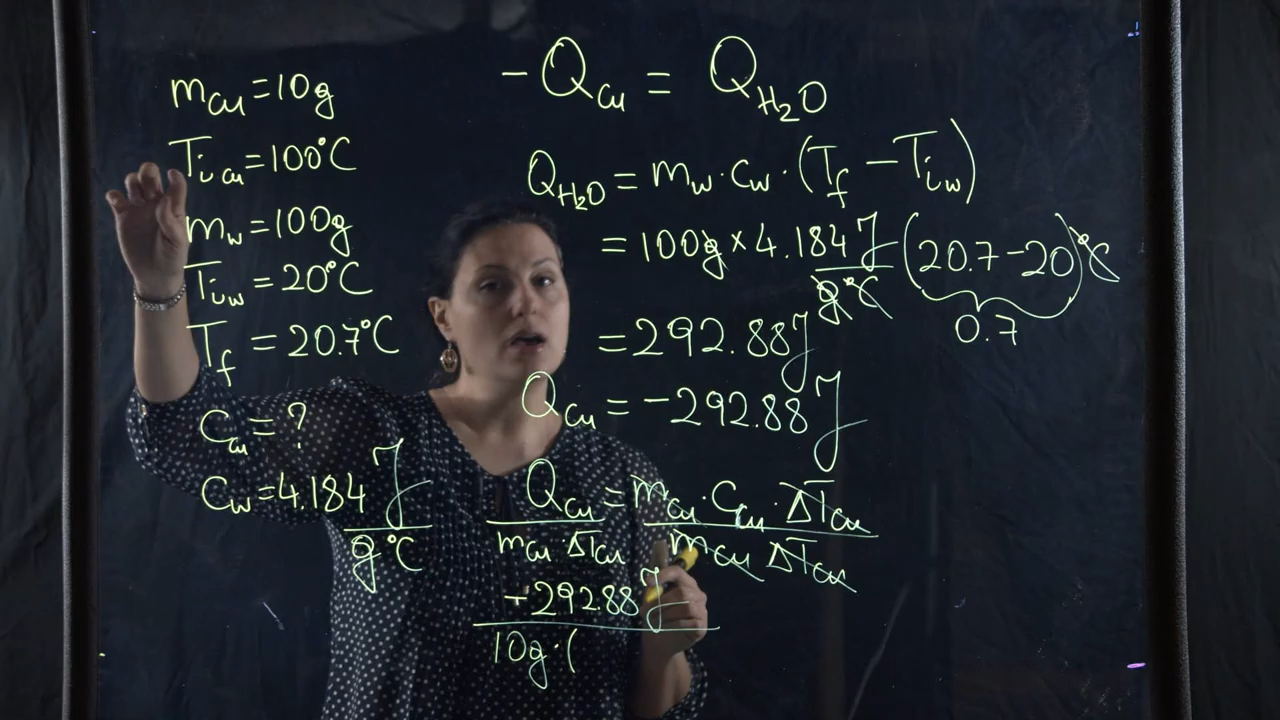 m_Cu = 10g
T_i Cu = 100°C
m_w = 100g
T_i w = 20°C
T_f = 20.7°C
C_Cu = ?
C_w = 4.184 J / g °C
-Q_Cu = Q_H₂O
Q_H₂O = m_w · C_w · (T_f - T_i w)
= 100g × 4.184 J / g °C (20.7 - 20) °C
0.7
= 292.88 J
Q_Cu = -292.88 J
Q_Cu / m_Cu · ΔT_Cu = m_Cu · C_Cu · ΔT_Cu / m_Cu ΔT_Cu
-292.88 J / 10g · (